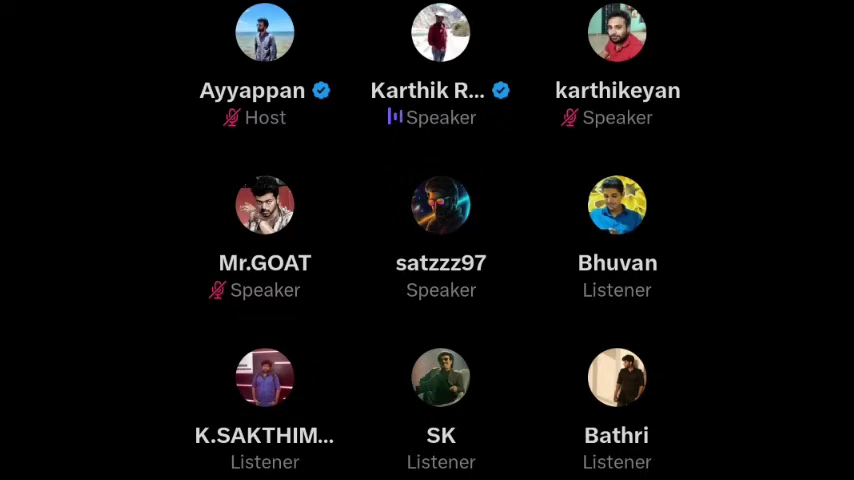 Ayyappan Karthik R... karthikeyan
Host Speaker Speaker
Mr.GOAT satzzz97 Bhuvan
Speaker Speaker Listener
K.SAKTHIM... SK Bathri
Listener Listener Listener